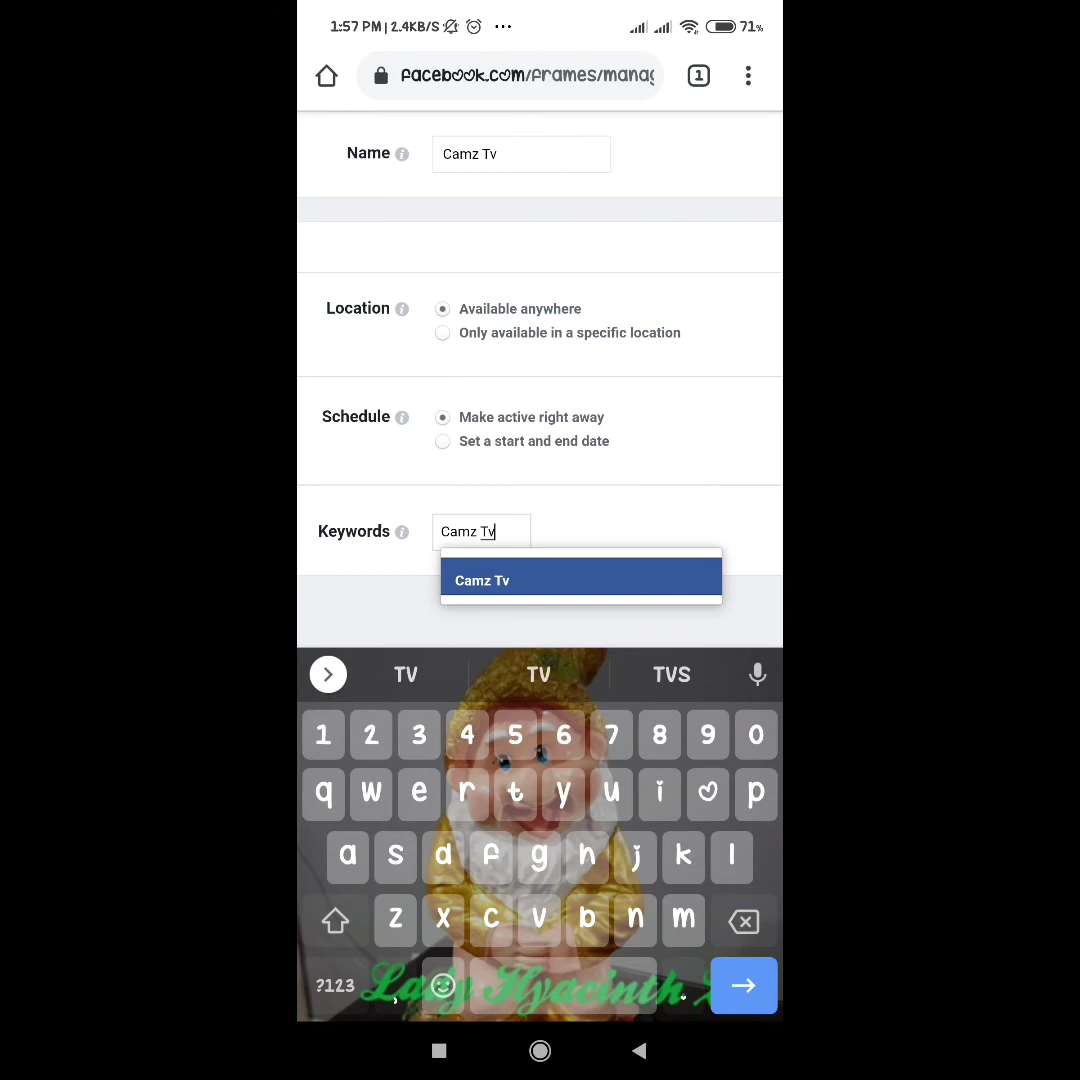 1:57 PM | 2.4KB/S ... 71%
facebook.com/frames/manag
1
Name
Camz Tv
Location
Available anywhere
Only available in a specific location
Schedule
Make active right away
Set a start and end date
Keywords
Camz Tv
Camz Tv
TV TV TVS
1 2 3 4 5 6 7 8 9 0
q w e r t y u i o p
a s d f g h j k l
z x c v b n m
?123 , .
Lady Hyacinth